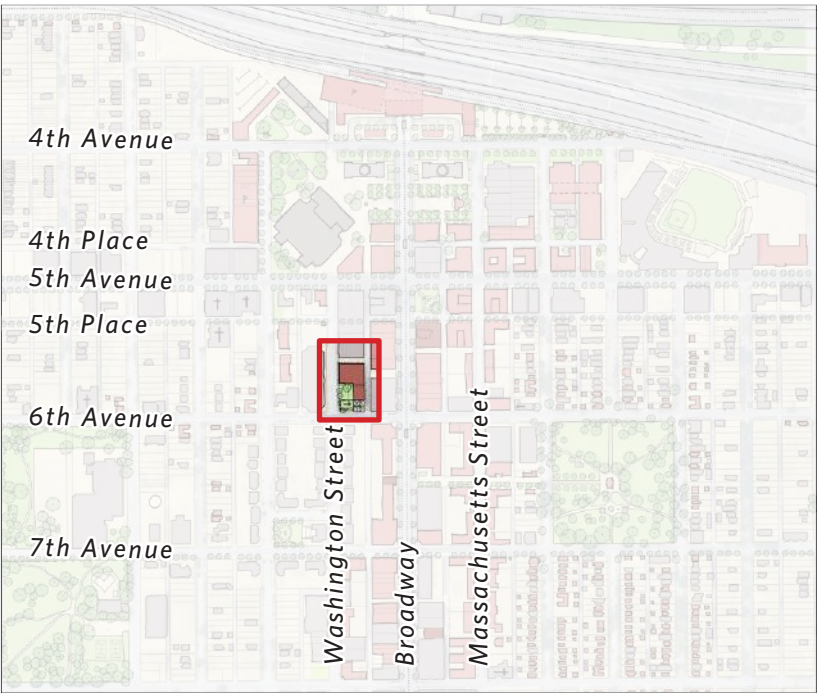 4th Avenue
4th Place
5th Avenue
5th Place
6th Avenue
7th Avenue
Washington Street
Broadway
Massachusetts Street